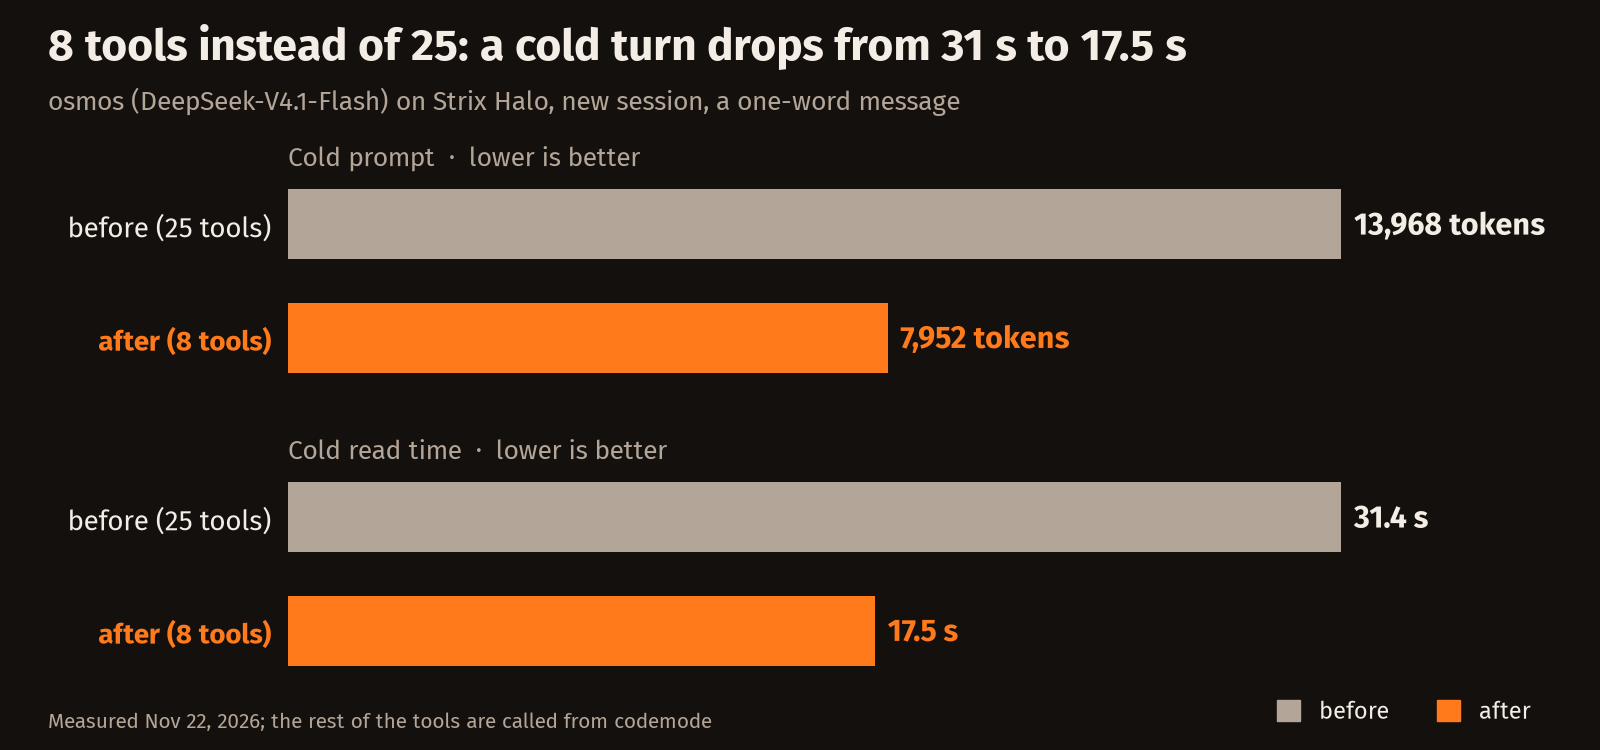 8 tools instead of 25: a cold turn drops from 31 s to 17.5 s
osmos (DeepSeek-V4.1-Flash) on Strix Halo, new session, a one-word message
Cold prompt · lower is better
before (25 tools)
13,968 tokens
after (8 tools)
7,952 tokens
Cold read time · lower is better
before (25 tools)
31.4 s
after (8 tools)
17.5 s
Measured Nov 22, 2026; the rest of the tools are called from codemode
before
after